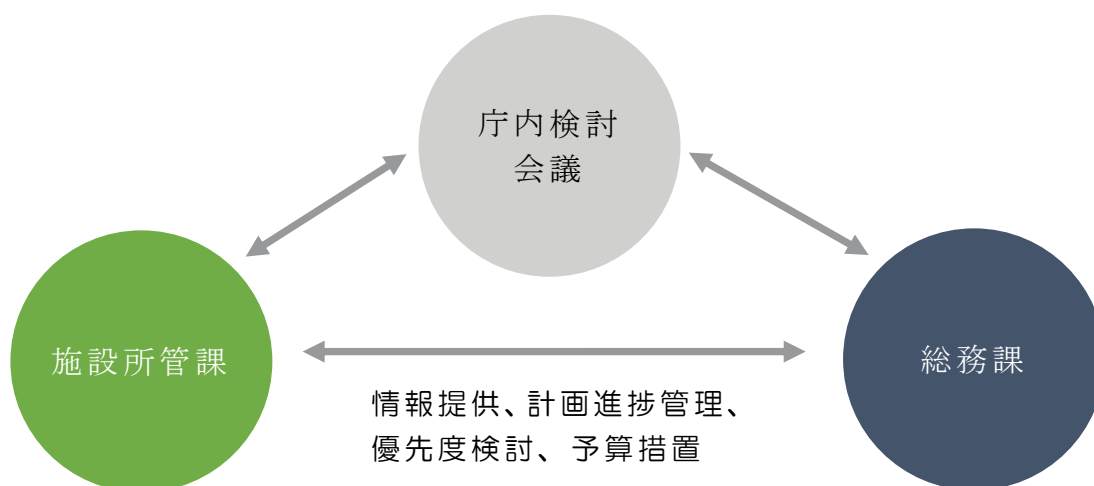 庁内検討
会議
施設所管課
総務課
情報提供、計画進捗管理、
優先度検討、予算措置